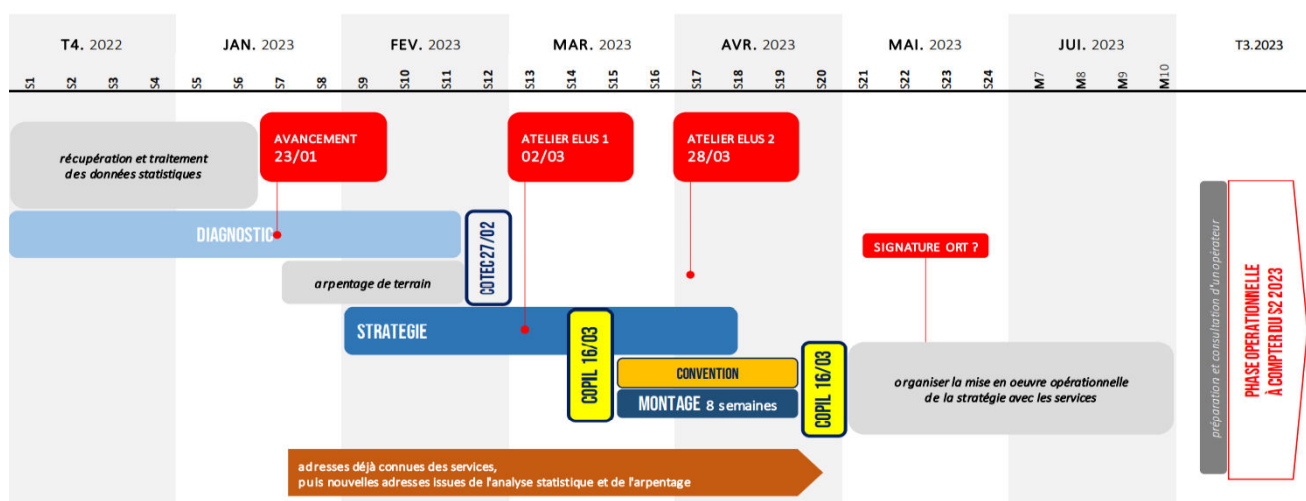 T4. 2022 JAN. 2023 FEV. 2023 MAR. 2023 AVR. 2023 MAI. 2023 JUI. 2023 T3.2023
S1 S2 S3 S4 S5 S6 S7 S8 S9 S10 S11 S12 S13 S14 S15 S16 S17 S18 S19 S20 S21 S22 S23 S24 M7 M8 M9 M10
récupération et traitement
des données statistiques
AVANCEMENT
23/01
ATELIER ELUS 1
02/03
ATELIER ELUS 2
28/03
DIAGNOSTIC
COTEC 27/02
arpentage de terrain
SIGNATURE ORT ?
STRATEGIE
COPIL 16/03
CONVENTION
MONTAGE 8 semaines
COPIL 16/03
organiser la mise en oeuvre opérationnelle
de la stratégie avec les services
préparation et consultation d'un opérateur
PHASE OPERATIONNELLE
À COMPTER DU S2 2023
adresses déjà connues des services,
puis nouvelles adresses issues de l'analyse statistique et de l'arpentage